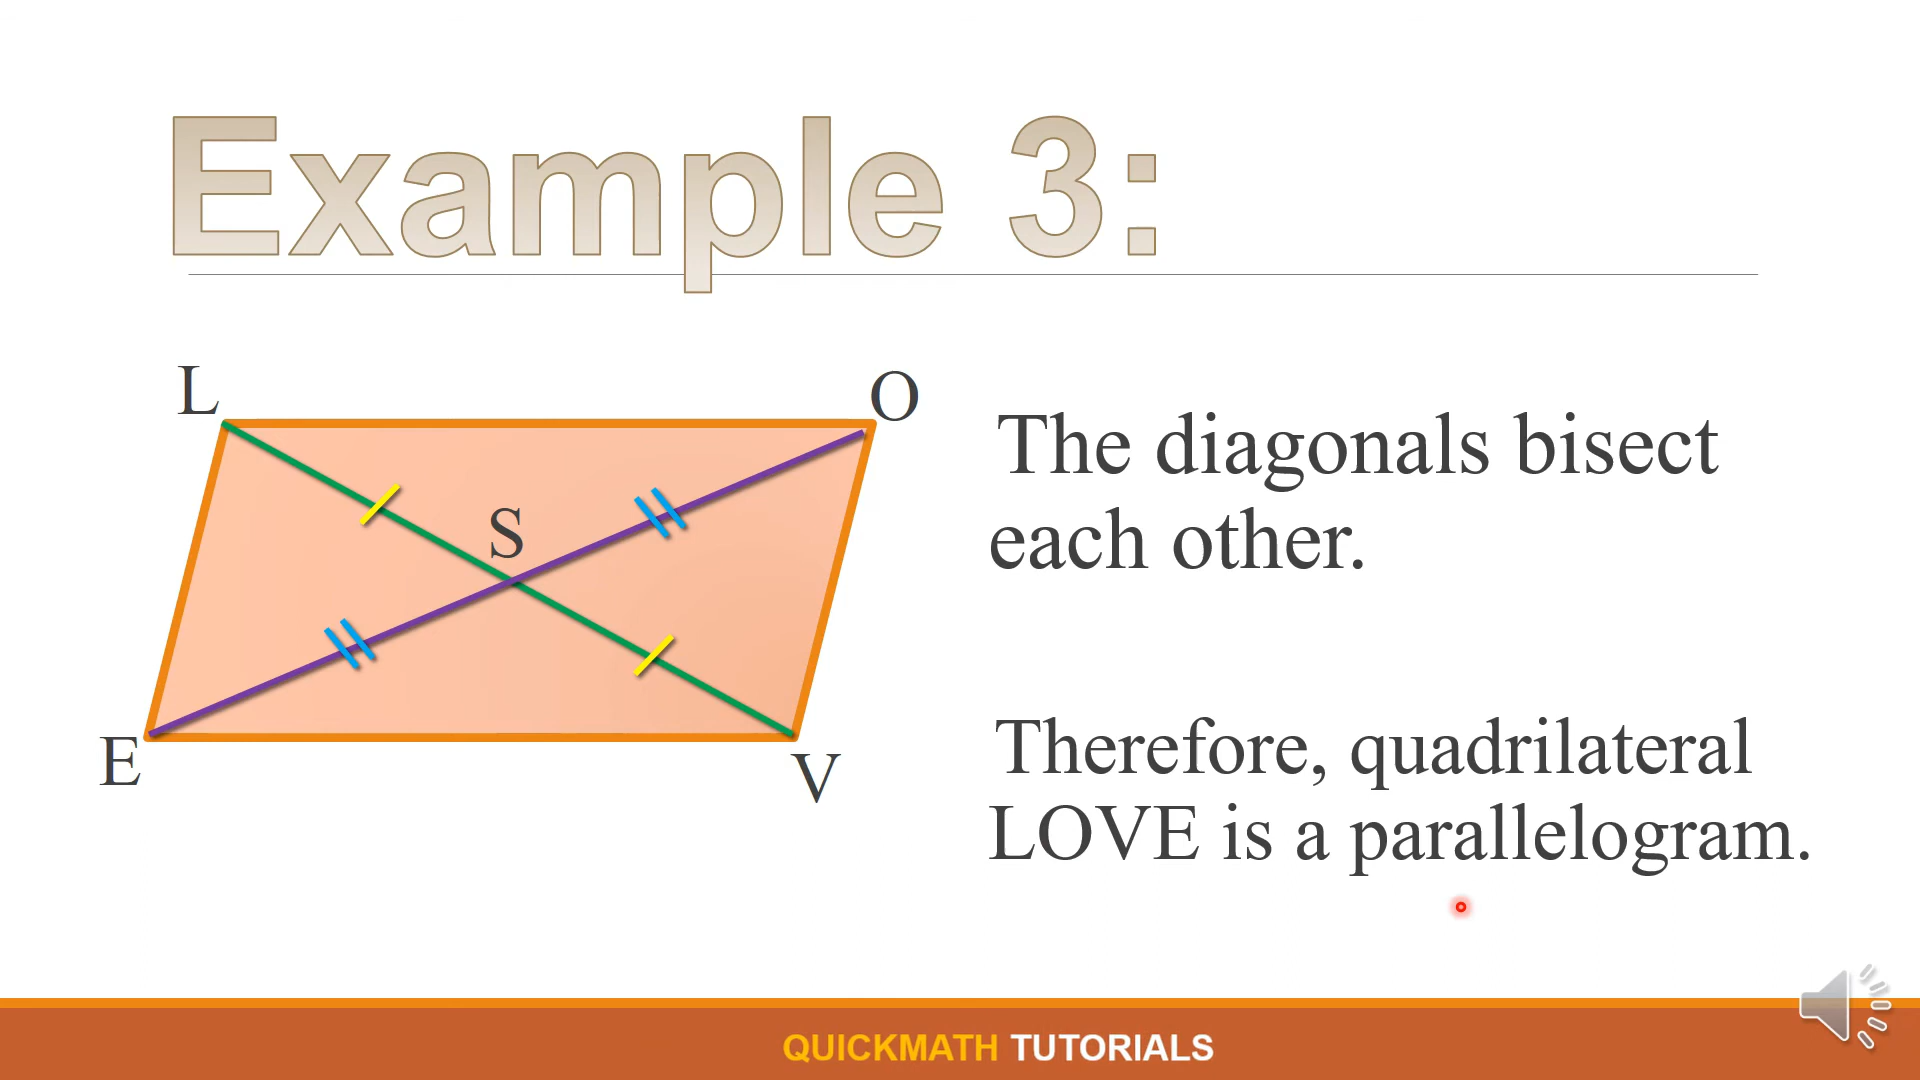 Example 3:
L
O
S
E
V
The diagonals bisect
each other.
Therefore, quadrilateral
LOVE is a parallelogram.
QUICKMATH TUTORIALS